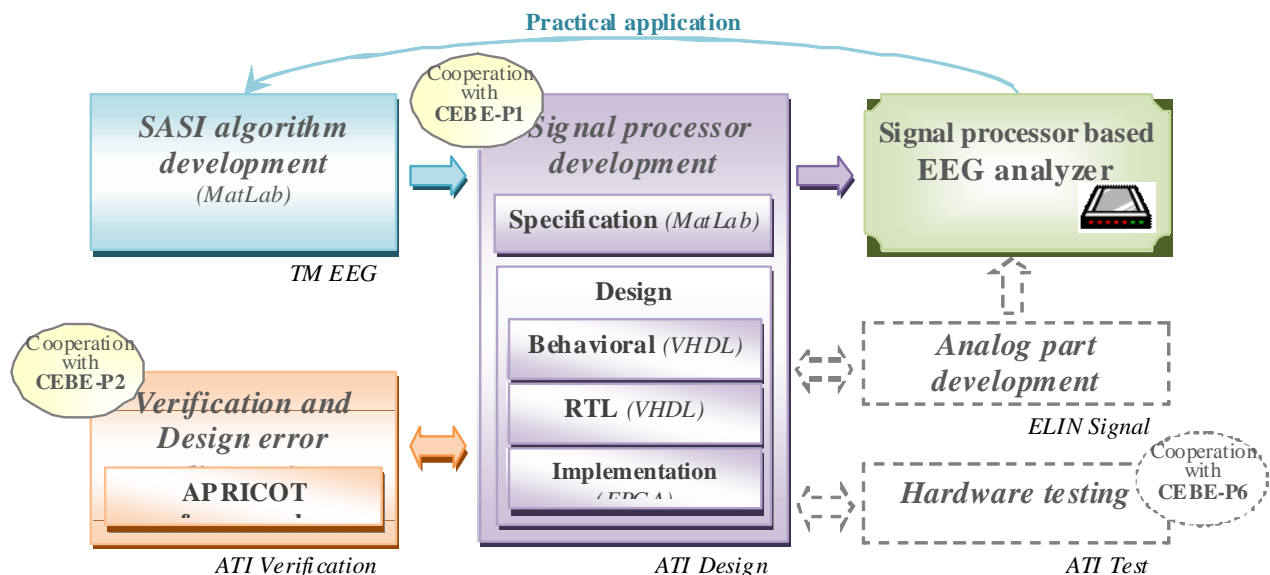 Practical application
Cooperation
with
CEBE-P1
SASI algorithm
development
(MatLab)
TM EEG
Signal processor
development
Specification (MatLab)
Design
Behavioral (VHDL)
RTL (VHDL)
Implementation
(FPGA)
ATI Design
Signal processor based
EEG analyzer
Cooperation
with
CEBE-P2
Verification and
Design error
APRICOT
ATI Verification
Analog part
development
ELIN Signal
Hardware testing
Cooperation
with
CEBE-P6
ATI Test